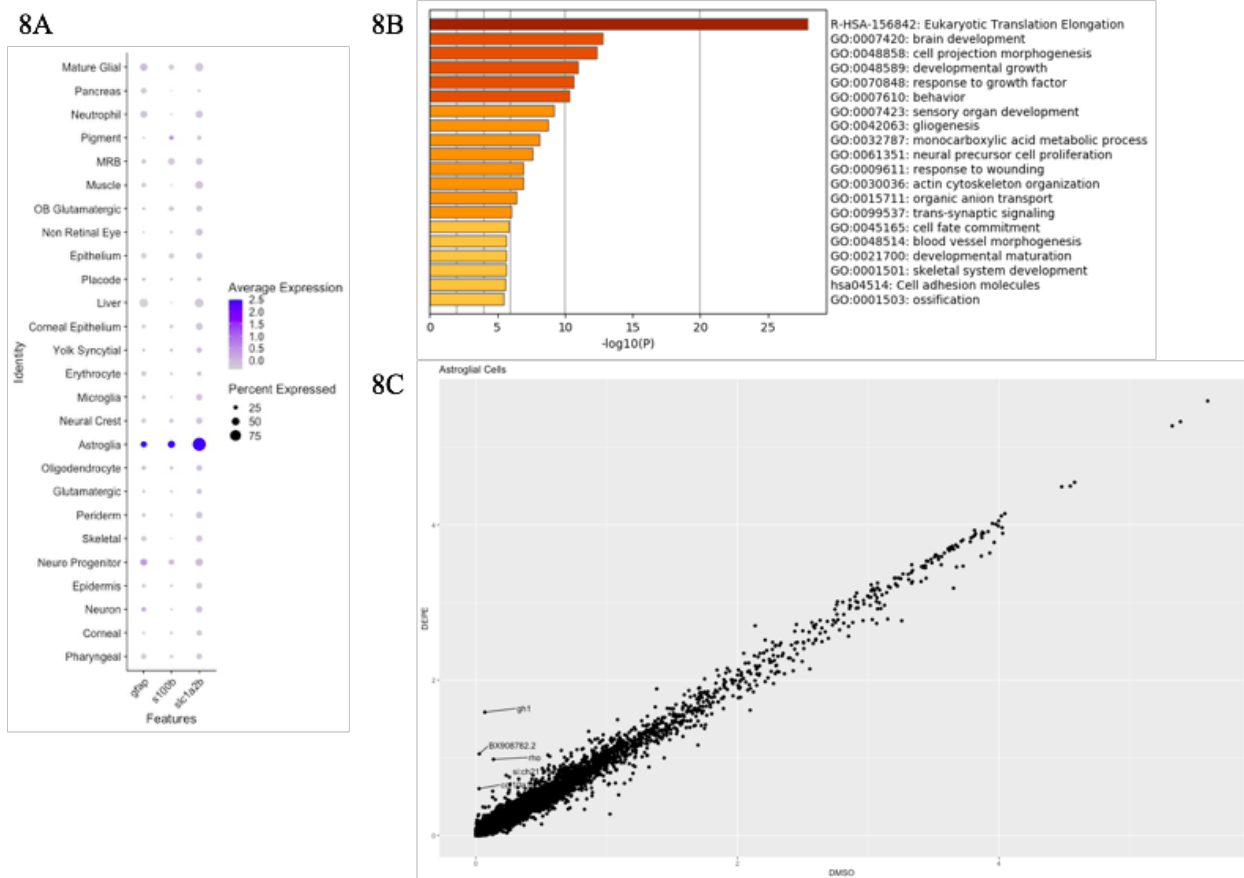 8A
Mature Glial
Pancreas
Neutrophil
Pigment
MRB
Muscle
OB Glutamatergic
Non Retinal Eye
Epithelium
Placode
Liver
Corneal Epithelium
Yolk Syncytial
Erythrocyte
Microglia
Neural Crest
Astroglia
Oligodendrocyte
Glutamatergic
Periderm
Skeletal
Neuro Progenitor
Epidermis
Neuron
Corneal
Pharyngeal
Identity
gfap
s100b
slc1a2b
Features
Average Expression
2.5
2.0
1.5
1.0
0.5
0.0
Percent Expressed
25
50
75
8B
R-HSA-156842: Eukaryotic Translation Elongation
GO:0007420: brain development
GO:0048858: cell projection morphogenesis
GO:0048589: developmental growth
GO:0070848: response to growth factor
GO:0007610: behavior
GO:0007423: sensory organ development
GO:0042063: gliogenesis
GO:0032787: monocarboxylic acid metabolic process
GO:0061351: neural precursor cell proliferation
GO:0009611: response to wounding
GO:0030036: actin cytoskeleton organization
GO:0015711: organic anion transport
GO:0099537: trans-synaptic signaling
GO:0045165: cell fate commitment
GO:0048514: blood vessel morphogenesis
GO:0021700: developmental maturation
GO:0001501: skeletal system development
hsa04514: Cell adhesion molecules
GO:0001503: ossification
0 5 10 15 20 25
-log10(P)
8C
Astroglial Cells
DEPE
4
2
0
gh1
BX908782.2
rho
0 2 4
DMSO